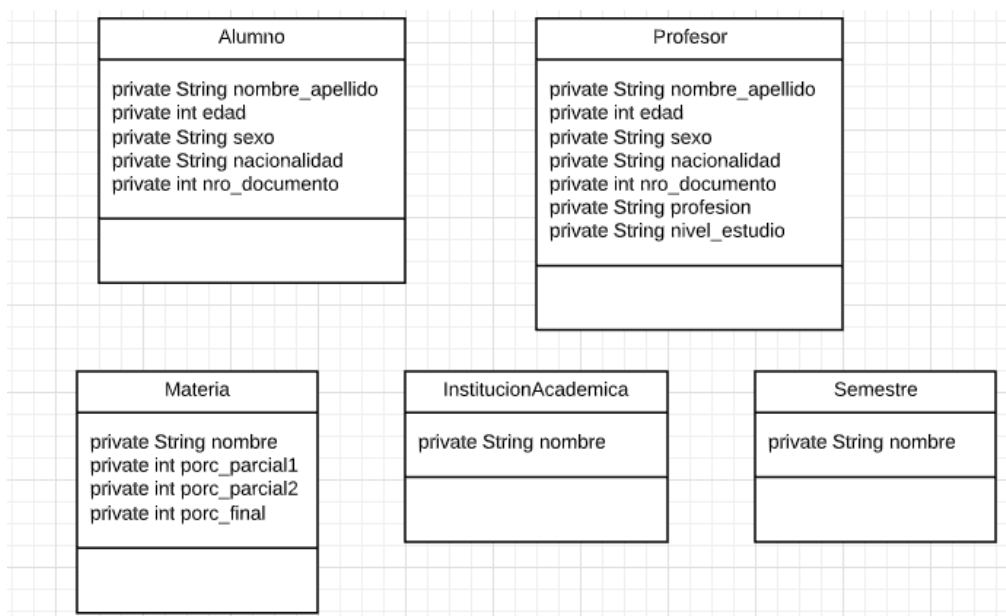 Alumno
private String nombre_apellido
private int edad
private String sexo
private String nacionalidad
private int nro_documento
Profesor
private String nombre_apellido
private int edad
private String sexo
private String nacionalidad
private int nro_documento
private String profesion
private String nivel_estudio
Materia
private String nombre
private int porc_parcial1
private int porc_parcial2
private int porc_final
InstitucionAcademica
private String nombre
Semestre
private String nombre